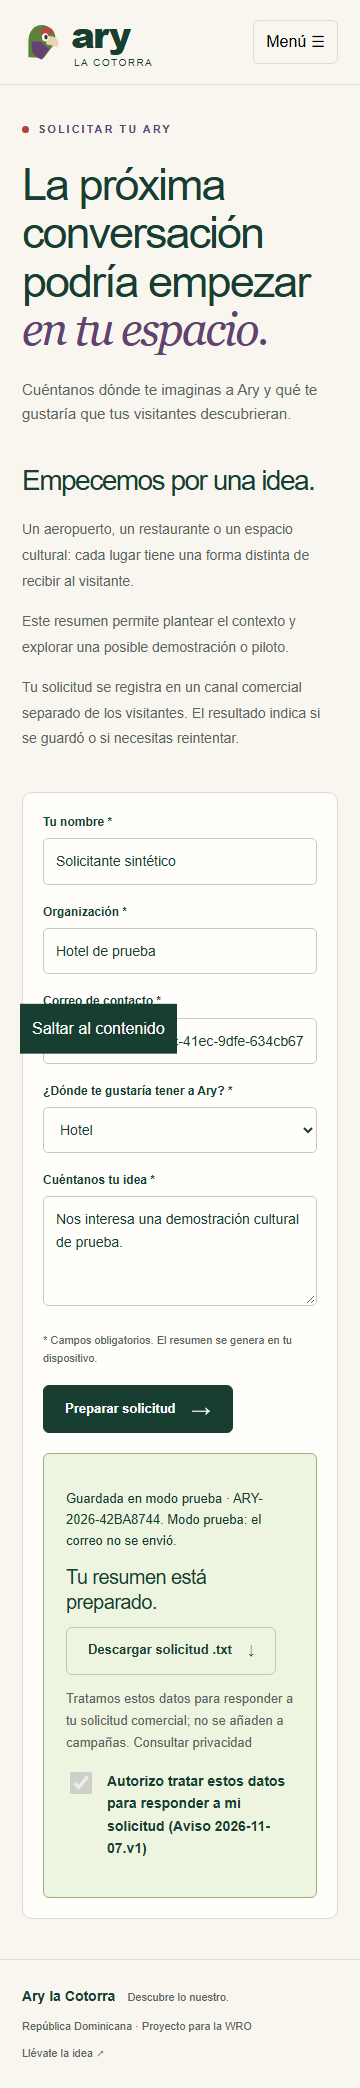 ary
LA COTORRA
Menú ☰
SOLICITAR TU ARY
La próxima
conversación
podría empezar
en tu espacio.
Cuéntanos dónde te imaginas a Ary y qué te
gustaría que tus visitantes descubrieran.
Empecemos por una idea.
Un aeropuerto, un restaurante o un espacio
cultural: cada lugar tiene una forma distinta de
recibir al visitante.
Este resumen permite plantear el contexto y
explorar una posible demostración o piloto.
Tu solicitud se registra en un canal comercial
separado de los visitantes. El resultado indica si
se guardó o si necesitas reintentar.
Tu nombre *
Solicitante sintético
Organización *
Hotel de prueba
Correo de contacto *
Saltar al contenido
-41ec-9dfe-634cb67
¿Dónde te gustaría tener a Ary? *
Hotel
Cuéntanos tu idea *
Nos interesa una demostración cultural
de prueba.
* Campos obligatorios. El resumen se genera en tu
dispositivo.
Preparar solicitud →
Guardada en modo prueba · ARY-
2026-42BA8744. Modo prueba: el
correo no se envió.
Tu resumen está
preparado.
Descargar solicitud .txt ↓
Tratamos estos datos para responder a
tu solicitud comercial; no se añaden a
campañas. Consultar privacidad
Autorizo tratar estos datos
para responder a mi
solicitud (Aviso 2026-11-
07.v1)
Ary la Cotorra Descubre lo nuestro.
República Dominicana · Proyecto para la WRO
Llévate la idea ↗